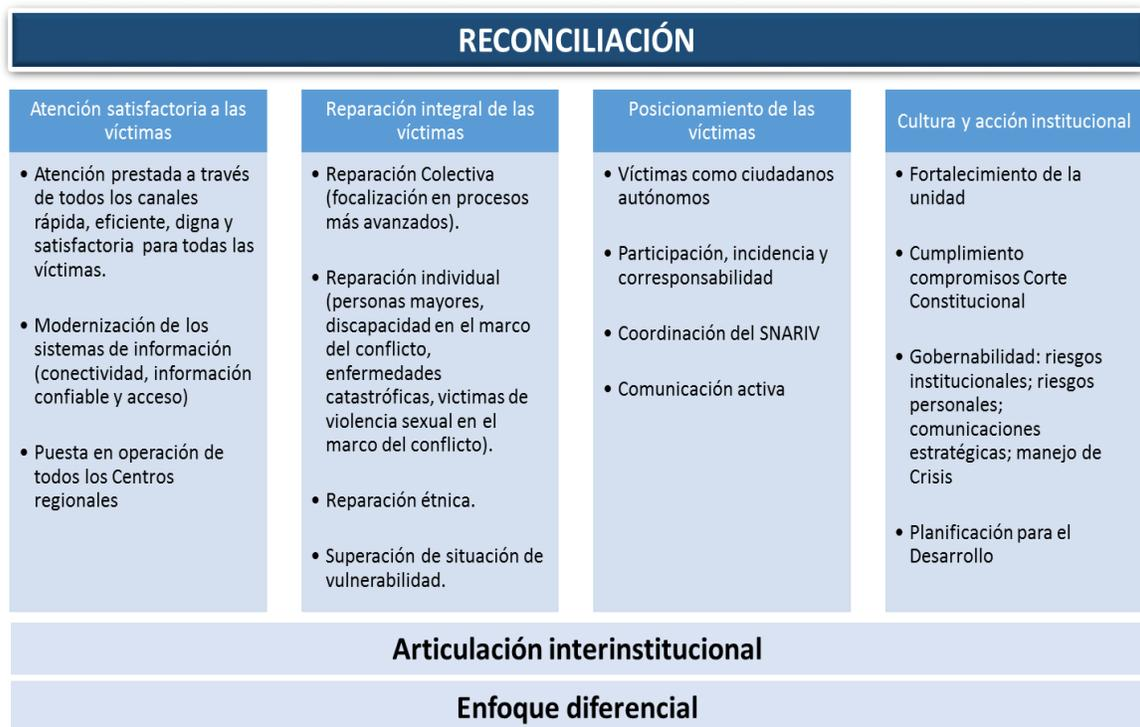 RECONCILIACIÓN
Atención satisfactoria a las
víctimas
• Atención prestada a través
de todos los canales
rápida, eficiente, digna y
satisfactoria para todas las
víctimas.
• Modernización de los
sistemas de información
(conectividad, información
confiable y acceso)
• Puesta en operación de
todos los Centros
regionales
Reparación integral de las
víctimas
• Reparación Colectiva
(focalización en procesos
más avanzados).
• Reparación individual
(personas mayores,
discapacidad en el marco
del conflicto,
enfermedades
catastróficas, victimas de
violencia sexual en el
marco del conflicto).
• Reparación étnica.
• Superación de situación de
vulnerabilidad.
Posicionamiento de las
víctimas
• Víctimas como ciudadanos
autónomos
• Participación, incidencia y
corresponsabilidad
• Coordinación del SNARIV
• Comunicación activa
Cultura y acción institucional
• Fortalecimiento de la
unidad
• Cumplimiento
compromisos Corte
Constitucional
• Gobernabilidad: riesgos
institucionales; riesgos
personales;
comunicaciones
estratégicas; manejo de
Crisis
• Planificación para el
Desarrollo
Articulación interinstitucional
Enfoque diferencial